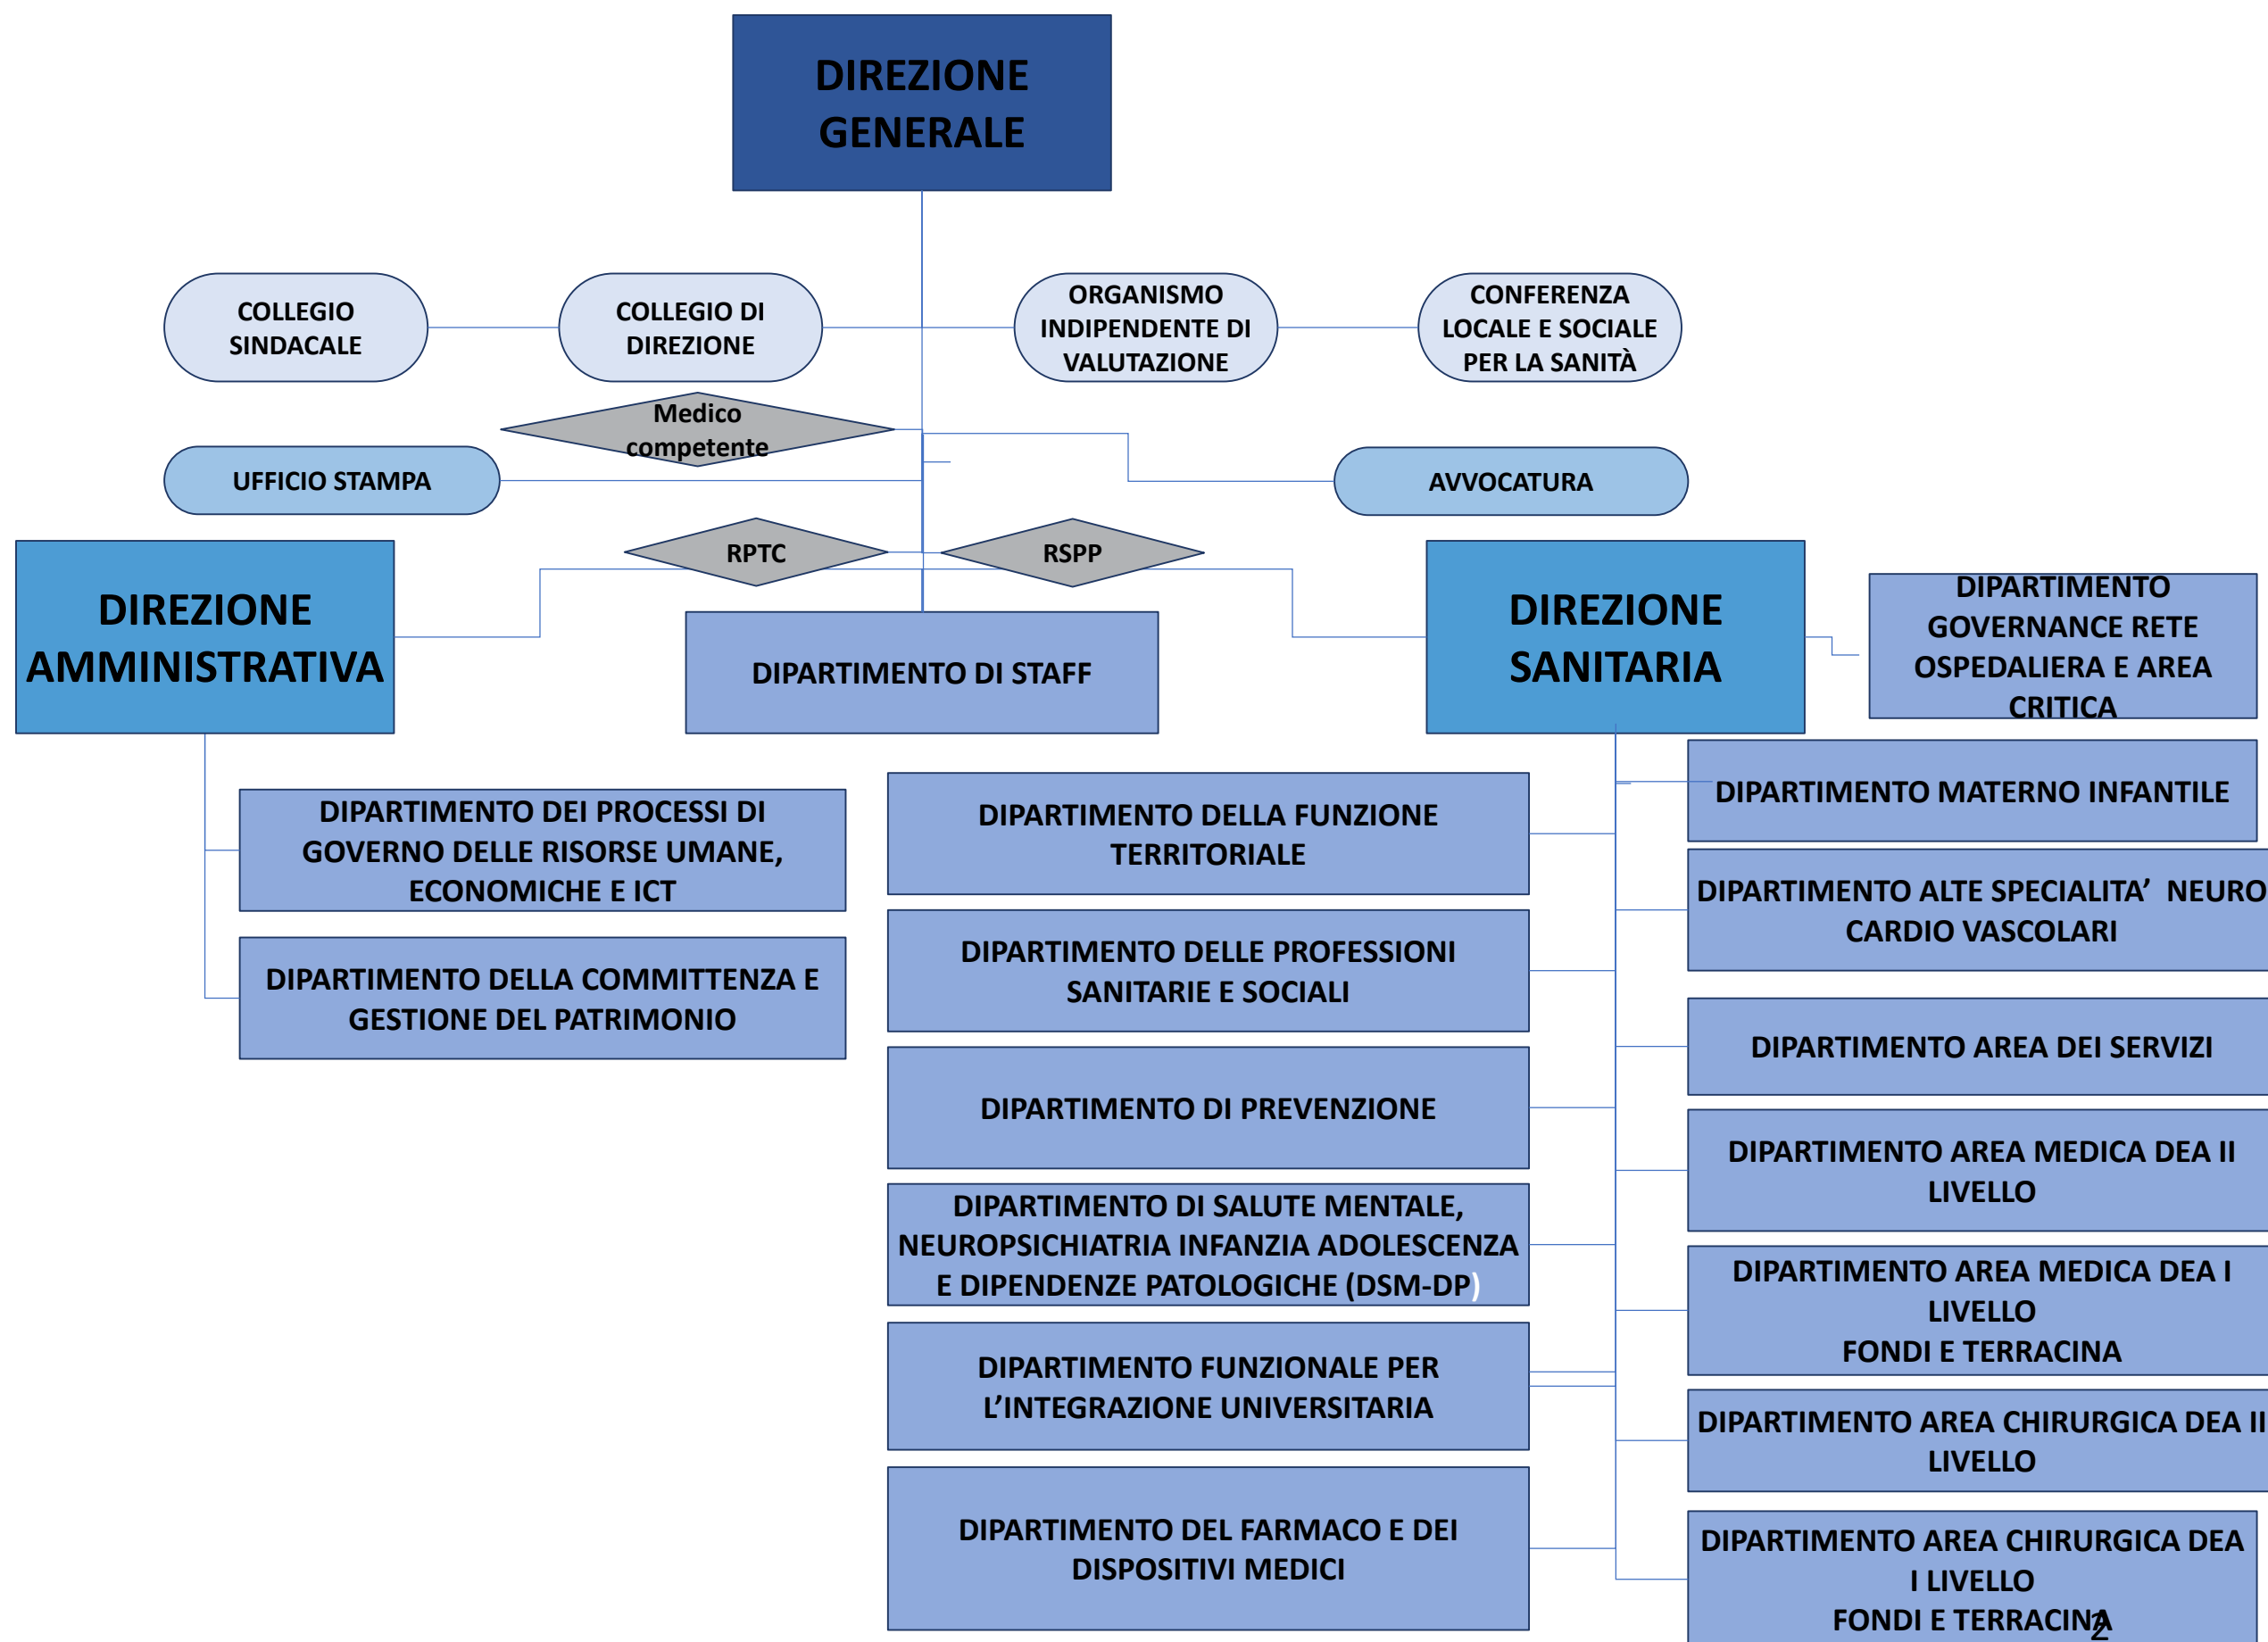 DIREZIONE
GENERALE
COLLEGIO
SINDACALE
COLLEGIO DI
DIREZIONE
ORGANISMO
INDIPENDENTE DI
VALUTAZIONE
CONFERENZA
LOCALE E SOCIALE
PER LA SANITÀ
Medico
competente
UFFICIO STAMPA
AVVOCATURA
RPTC
RSPP
DIREZIONE
AMMINISTRATIVA
DIPARTIMENTO DI STAFF
DIREZIONE
SANITARIA
DIPARTIMENTO
GOVERNANCE RETE
OSPEDALIERA E AREA
CRITICA
DIPARTIMENTO DEI PROCESSI DI
GOVERNO DELLE RISORSE UMANE,
ECONOMICHE E ICT
DIPARTIMENTO DELLA COMMITTENZA E
GESTIONE DEL PATRIMONIO
DIPARTIMENTO DELLA FUNZIONE
TERRITORIALE
DIPARTIMENTO DELLE PROFESSIONI
SANITARIE E SOCIALI
DIPARTIMENTO DI PREVENZIONE
DIPARTIMENTO DI SALUTE MENTALE,
NEUROPSICHIATRIA INFANZIA ADOLESCENZA
E DIPENDENZE PATOLOGICHE (DSM-DP)
DIPARTIMENTO FUNZIONALE PER
L’INTEGRAZIONE UNIVERSITARIA
DIPARTIMENTO DEL FARMACO E DEI
DISPOSITIVI MEDICI
DIPARTIMENTO MATERNO INFANTILE
DIPARTIMENTO ALTE SPECIALITA’ NEURO
CARDIO VASCOLARI
DIPARTIMENTO AREA DEI SERVIZI
DIPARTIMENTO AREA MEDICA DEA II
LIVELLO
DIPARTIMENTO AREA MEDICA DEA I
LIVELLO
FONDI E TERRACINA
DIPARTIMENTO AREA CHIRURGICA DEA II
LIVELLO
DIPARTIMENTO AREA CHIRURGICA DEA
I LIVELLO
FONDI E TERRACINA
2